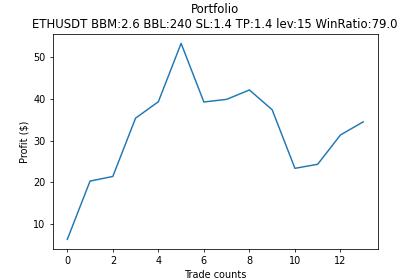 Portfolio
ETHUSDT BBM:2.6 BBL:240 SL:1.4 TP:1.4 lev:15 WinRatio:79.0
50
40
30
20
10
Profit ($)
0 2 4 6 8 10 12
Trade counts